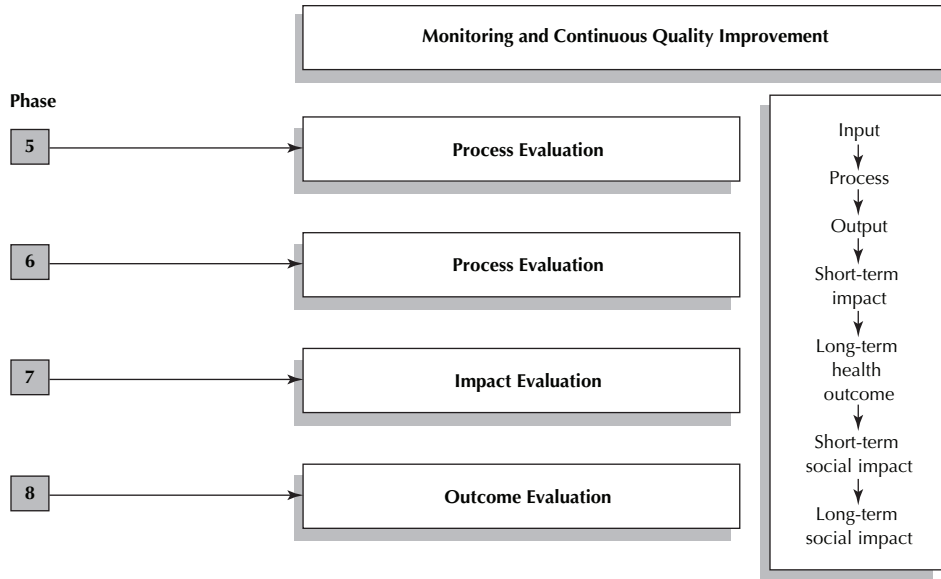 Monitoring and Continuous Quality Improvement
Phase
5
Process Evaluation
6
Process Evaluation
7
Impact Evaluation
8
Outcome Evaluation
Input
Process
Output
Short-term
impact
Long-term
health
outcome
Short-term
social impact
Long-term
social impact